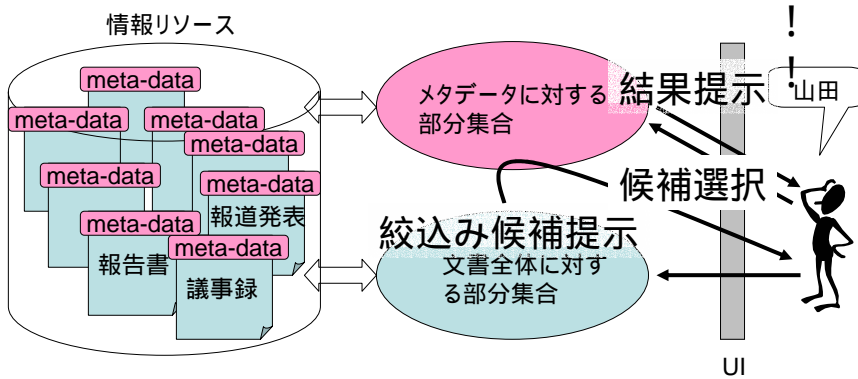 情報リソース
meta-data
meta-data
meta-data
meta-data
meta-data
meta-data
meta-data
meta-data
報道発表
報告書
議事録
メタデータに対する
部分集合
結果提示
!
!
山田
候補選択
絞込み候補提示
文書全体に対す
る部分集合
UI